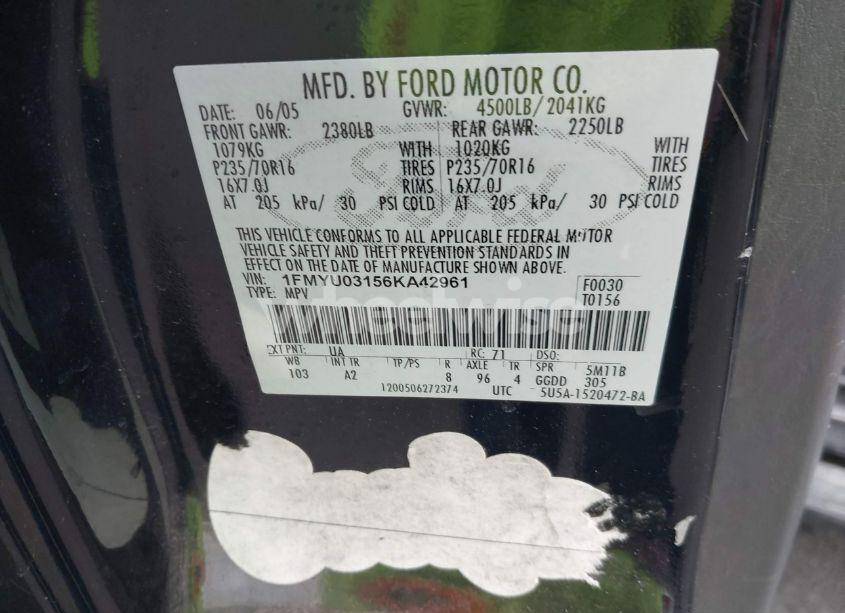 MFD. BY FORD MOTOR CO.
DATE: 06/05 GVWR: 4500LB/2041KG
FRONT GAWR: 2380LB REAR GAWR: 2250LB
1079KG WITH 1020KG WITH
P235/70R16 TIRES P235/70R16 TIRES
16X7.0J RIMS 16X7.0J RIMS
AT 205 kPa/ 30 PSI COLD AT 205 kPa/ 30 PSI COLD
Ford
THIS VEHICLE CONFORMS TO ALL APPLICABLE FEDERAL MOTOR
VEHICLE SAFETY AND THEFT PREVENTION STANDARDS IN
EFFECT ON THE DATE OF MANUFACTURE SHOWN ABOVE.
VIN: 1FMYU03156KA42961 F0030
TYPE: MPV T0156
wheelwise
EXT PNT: UA RC: 71 DSO:
WB INT TR TP/PS R AXLE TR SPR 5M11B
103 A2 8 96 4 GGDD 305
1200506272374 UTC 5U5A-1520472-BA